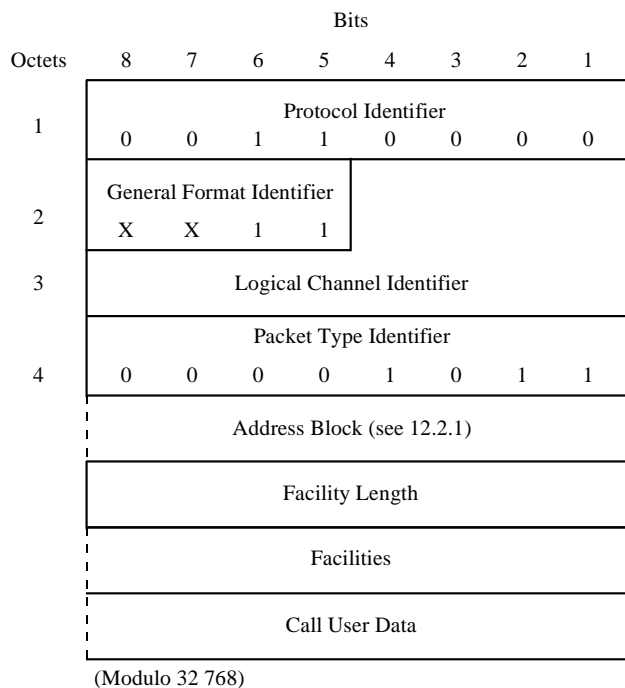 Bits
Octets 8 7 6 5 4 3 2 1
Protocol Identifier
1
0 0 1 1 0 0 0 0
General Format Identifier
2
X X 1 1
3 Logical Channel Identifier
Packet Type Identifier
4 0 0 0 0 1 0 1 1
Address Block (see 12.2.1)
Facility Length
Facilities
Call User Data
(Modulo 32 768)